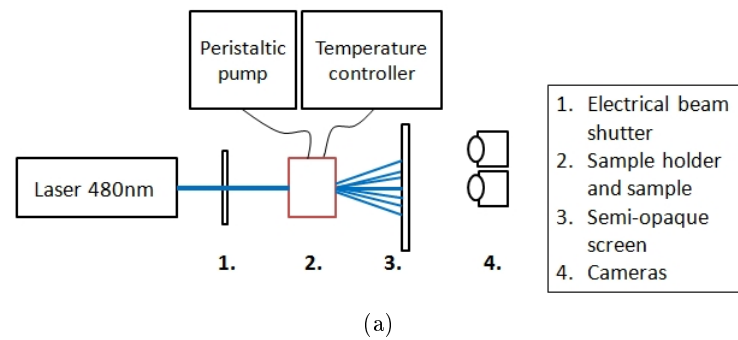 Peristaltic
pump
Temperature
controller
Laser 480nm
1.
2.
3.
4.
1. Electrical beam
shutter
2. Sample holder
and sample
3. Semi-opaque
screen
4. Cameras
(a)